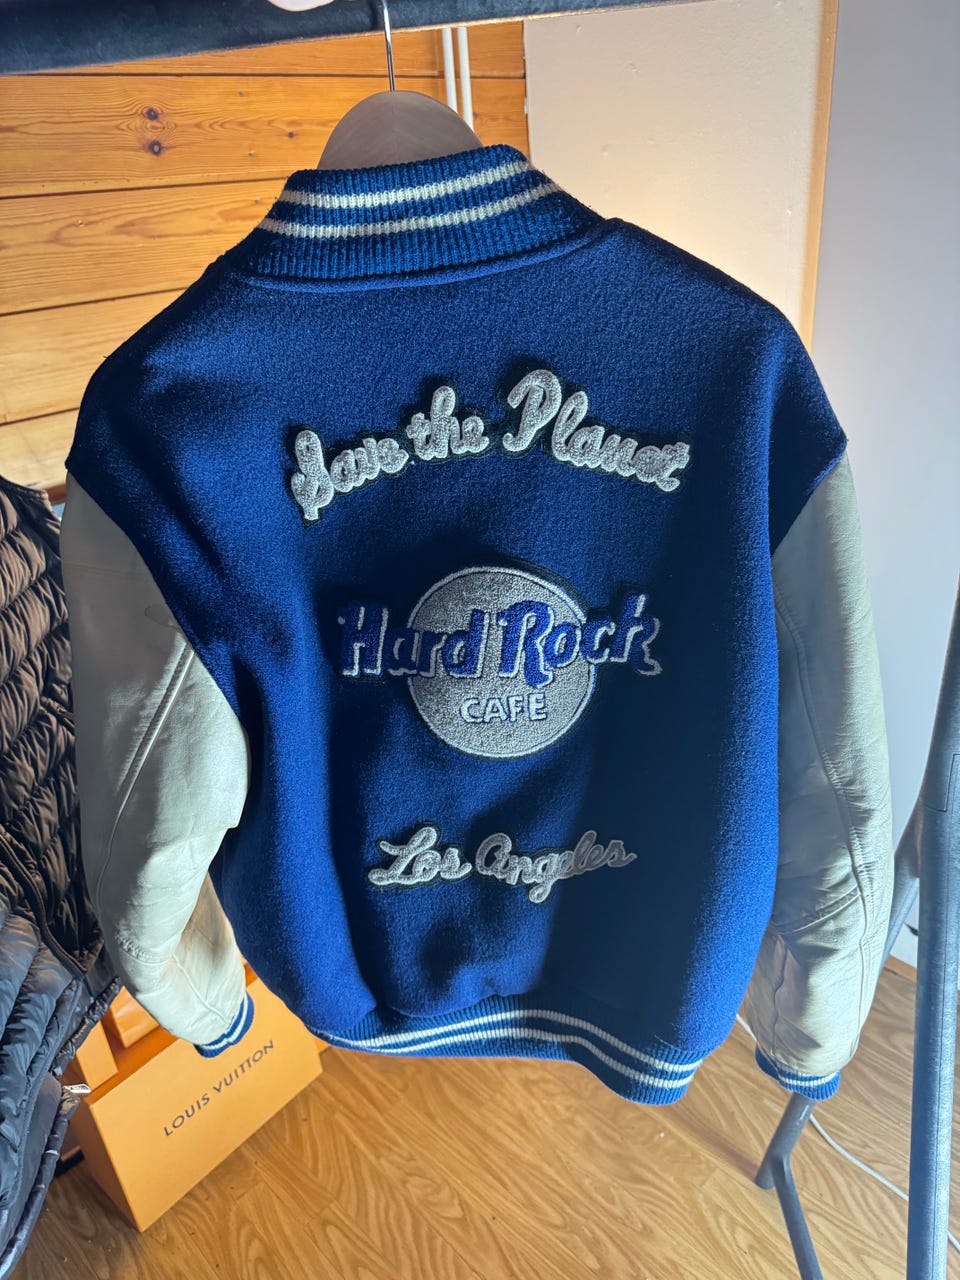 Save the Planet
Hard Rock
CAFE
Los Angeles
LOUIS VUITTON